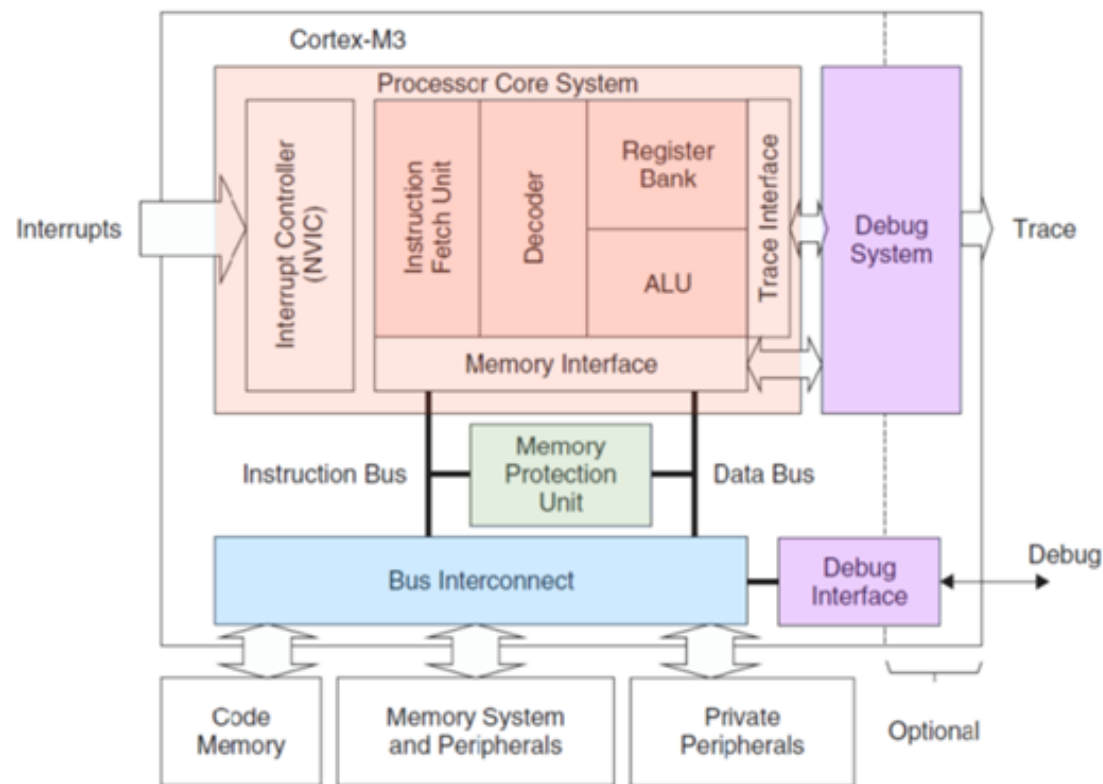 Cortex-M3
Processor Core System
Interrupts
Interrupt Controller
(NVIC)
Instruction
Fetch Unit
Decoder
Register
Bank
ALU
Trace Interface
Memory Interface
Debug
System
Trace
Instruction Bus
Memory
Protection
Unit
Data Bus
Bus Interconnect
Debug
Interface
Debug
Code
Memory
Memory System
and Peripherals
Private
Peripherals
Optional